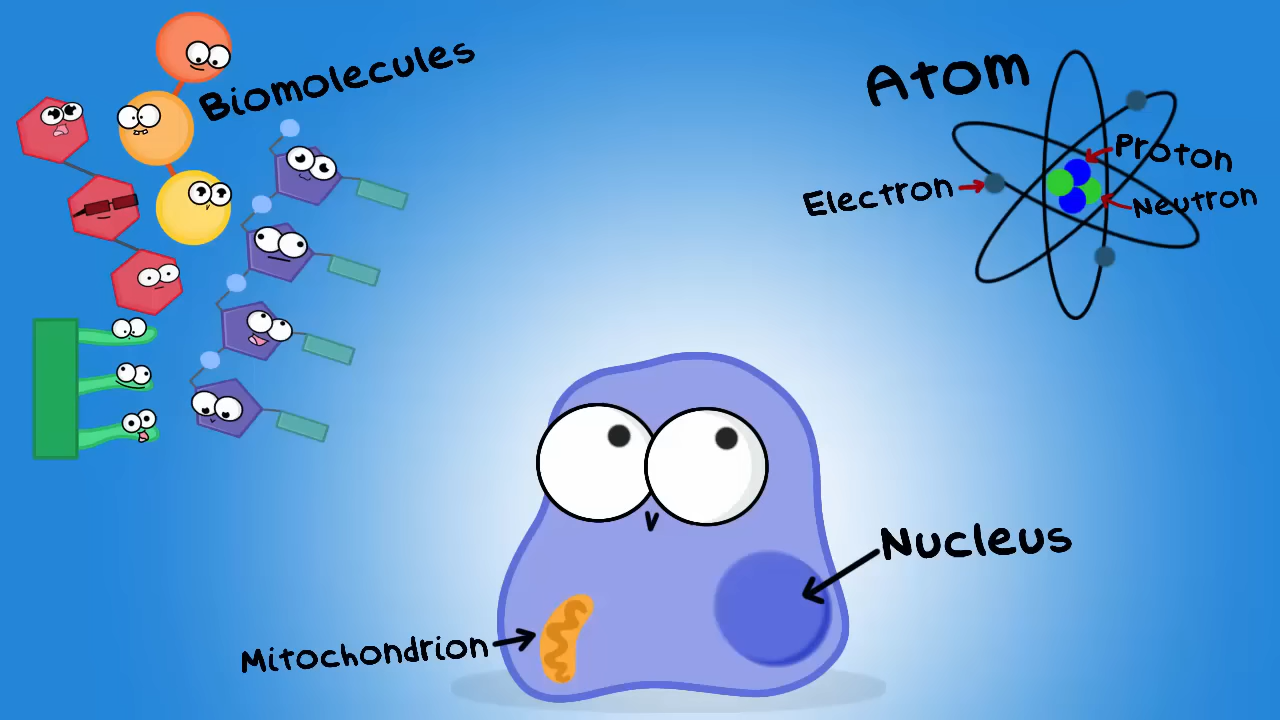 Biomolecules
Atom
Proton
Electron
Neutron
Nucleus
Mitochondrion